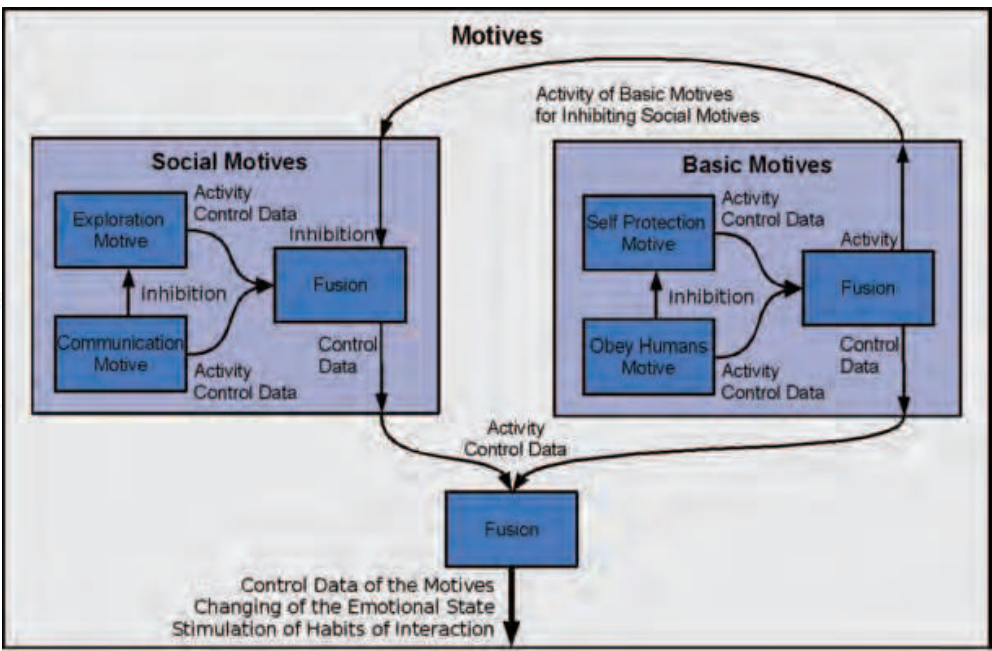 Motives
Activity of Basic Motives
for Inhibiting Social Motives
Social Motives
Exploration
Motive
Activity
Control Data
Inhibition
Fusion
Inhibition
Communication
Motive
Activity
Control Data
Control
Data
Basic Motives
Self Protection
Motive
Activity
Control Data
Activity
Fusion
Inhibition
Obey Humans
Motive
Activity
Control Data
Control
Data
Activity
Control Data
Fusion
Control Data of the Motives
Changing of the Emotional State
Stimulation of Habits of Interaction